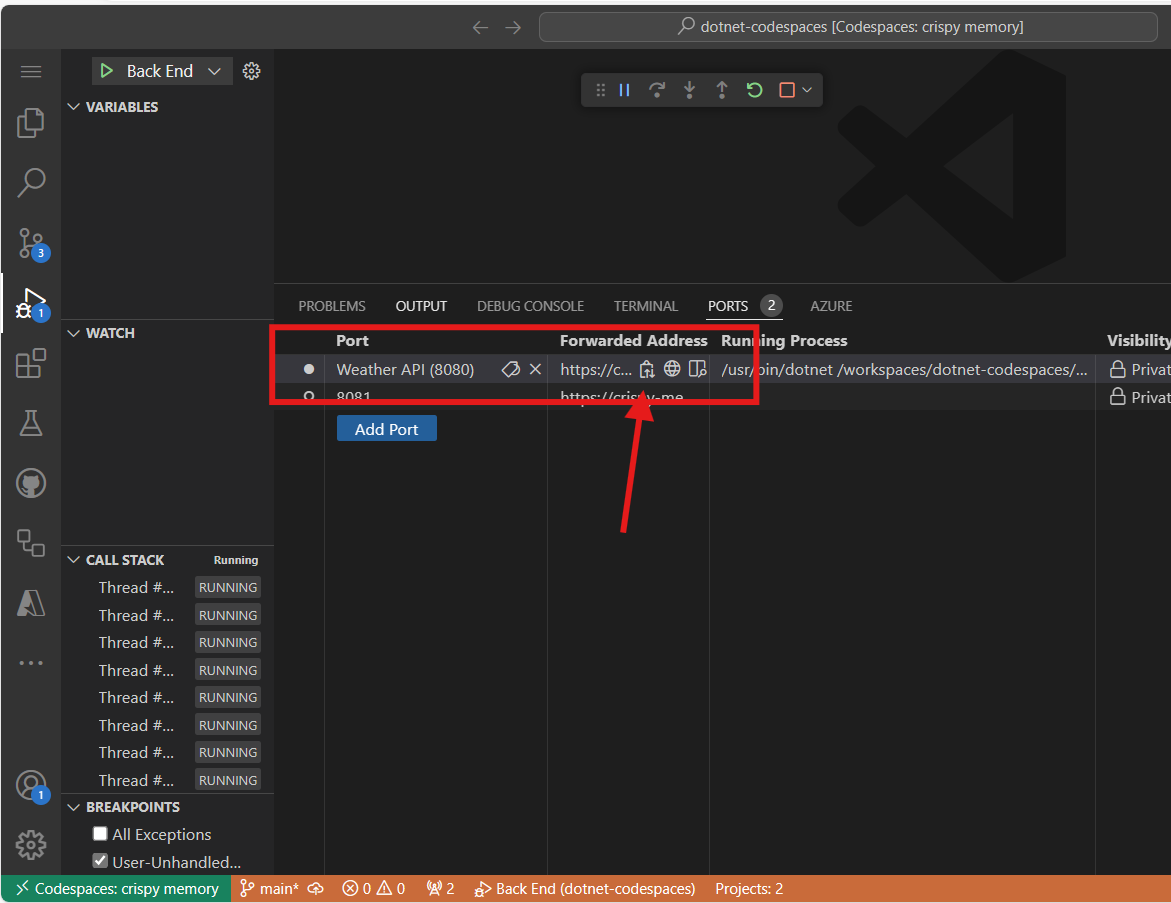 dotnet-codespaces [Codespaces: crispy memory]
Back End
VARIABLES
3
1
WATCH
PROBLEMS OUTPUT DEBUG CONSOLE TERMINAL PORTS 2 AZURE
Port Forwarded Address Running Process Visibility
Weather API (8080) https://c... /usr/bin/dotnet /workspaces/dotnet-codespaces/... Privat
8081 https://crispy-me Privat
Add Port
CALL STACK Running
Thread #... RUNNING
Thread #... RUNNING
Thread #... RUNNING
Thread #... RUNNING
Thread #... RUNNING
Thread #... RUNNING
Thread #... RUNNING
Thread #... RUNNING
1
BREAKPOINTS
All Exceptions
User-Unhandled...
Codespaces: crispy memory main* 0 0 2 Back End (dotnet-codespaces) Projects: 2